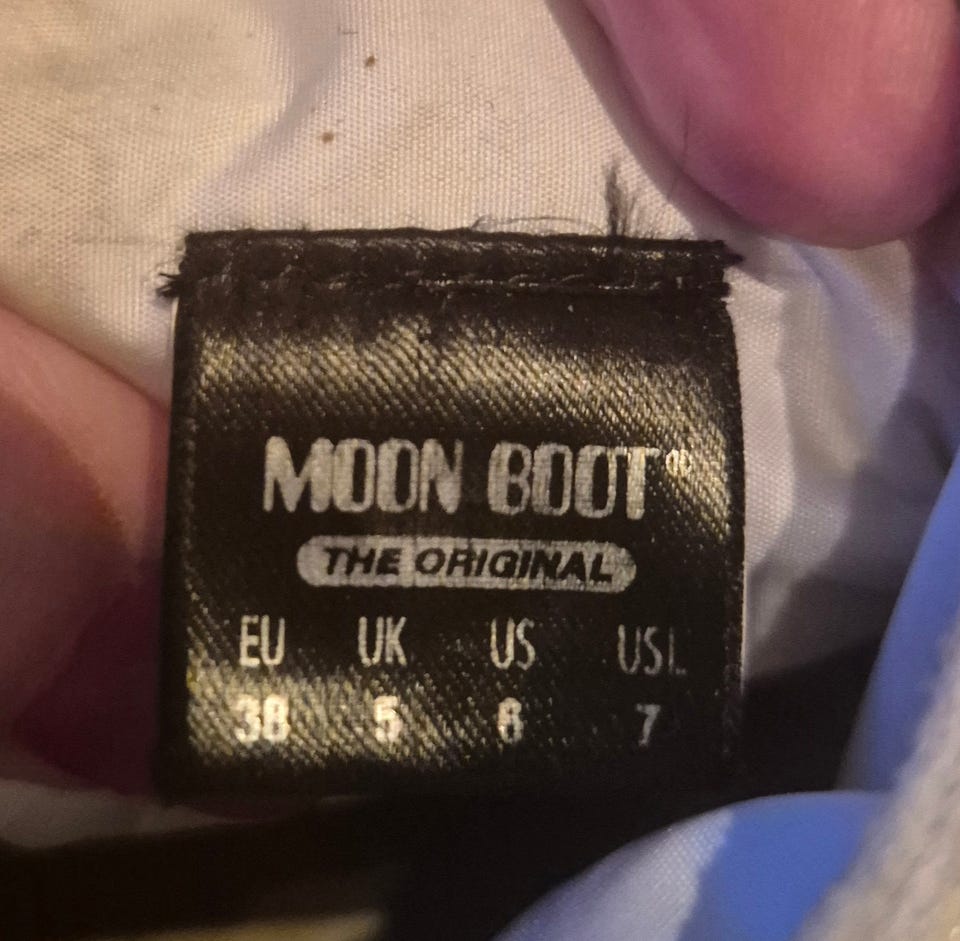 MOON BOOT®
THE ORIGINAL
EU UK US USL
38 5 6 7